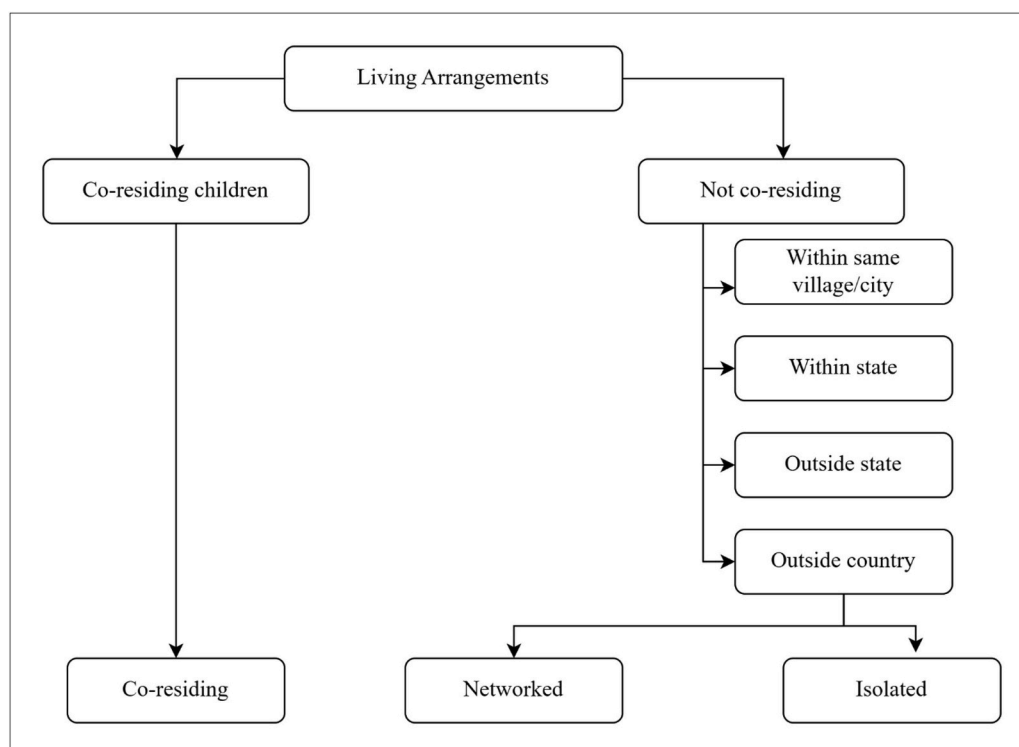 Living Arrangements
Co-residing children
Not co-residing
Within same
village/city
Within state
Outside state
Outside country
Co-residing
Networked
Isolated